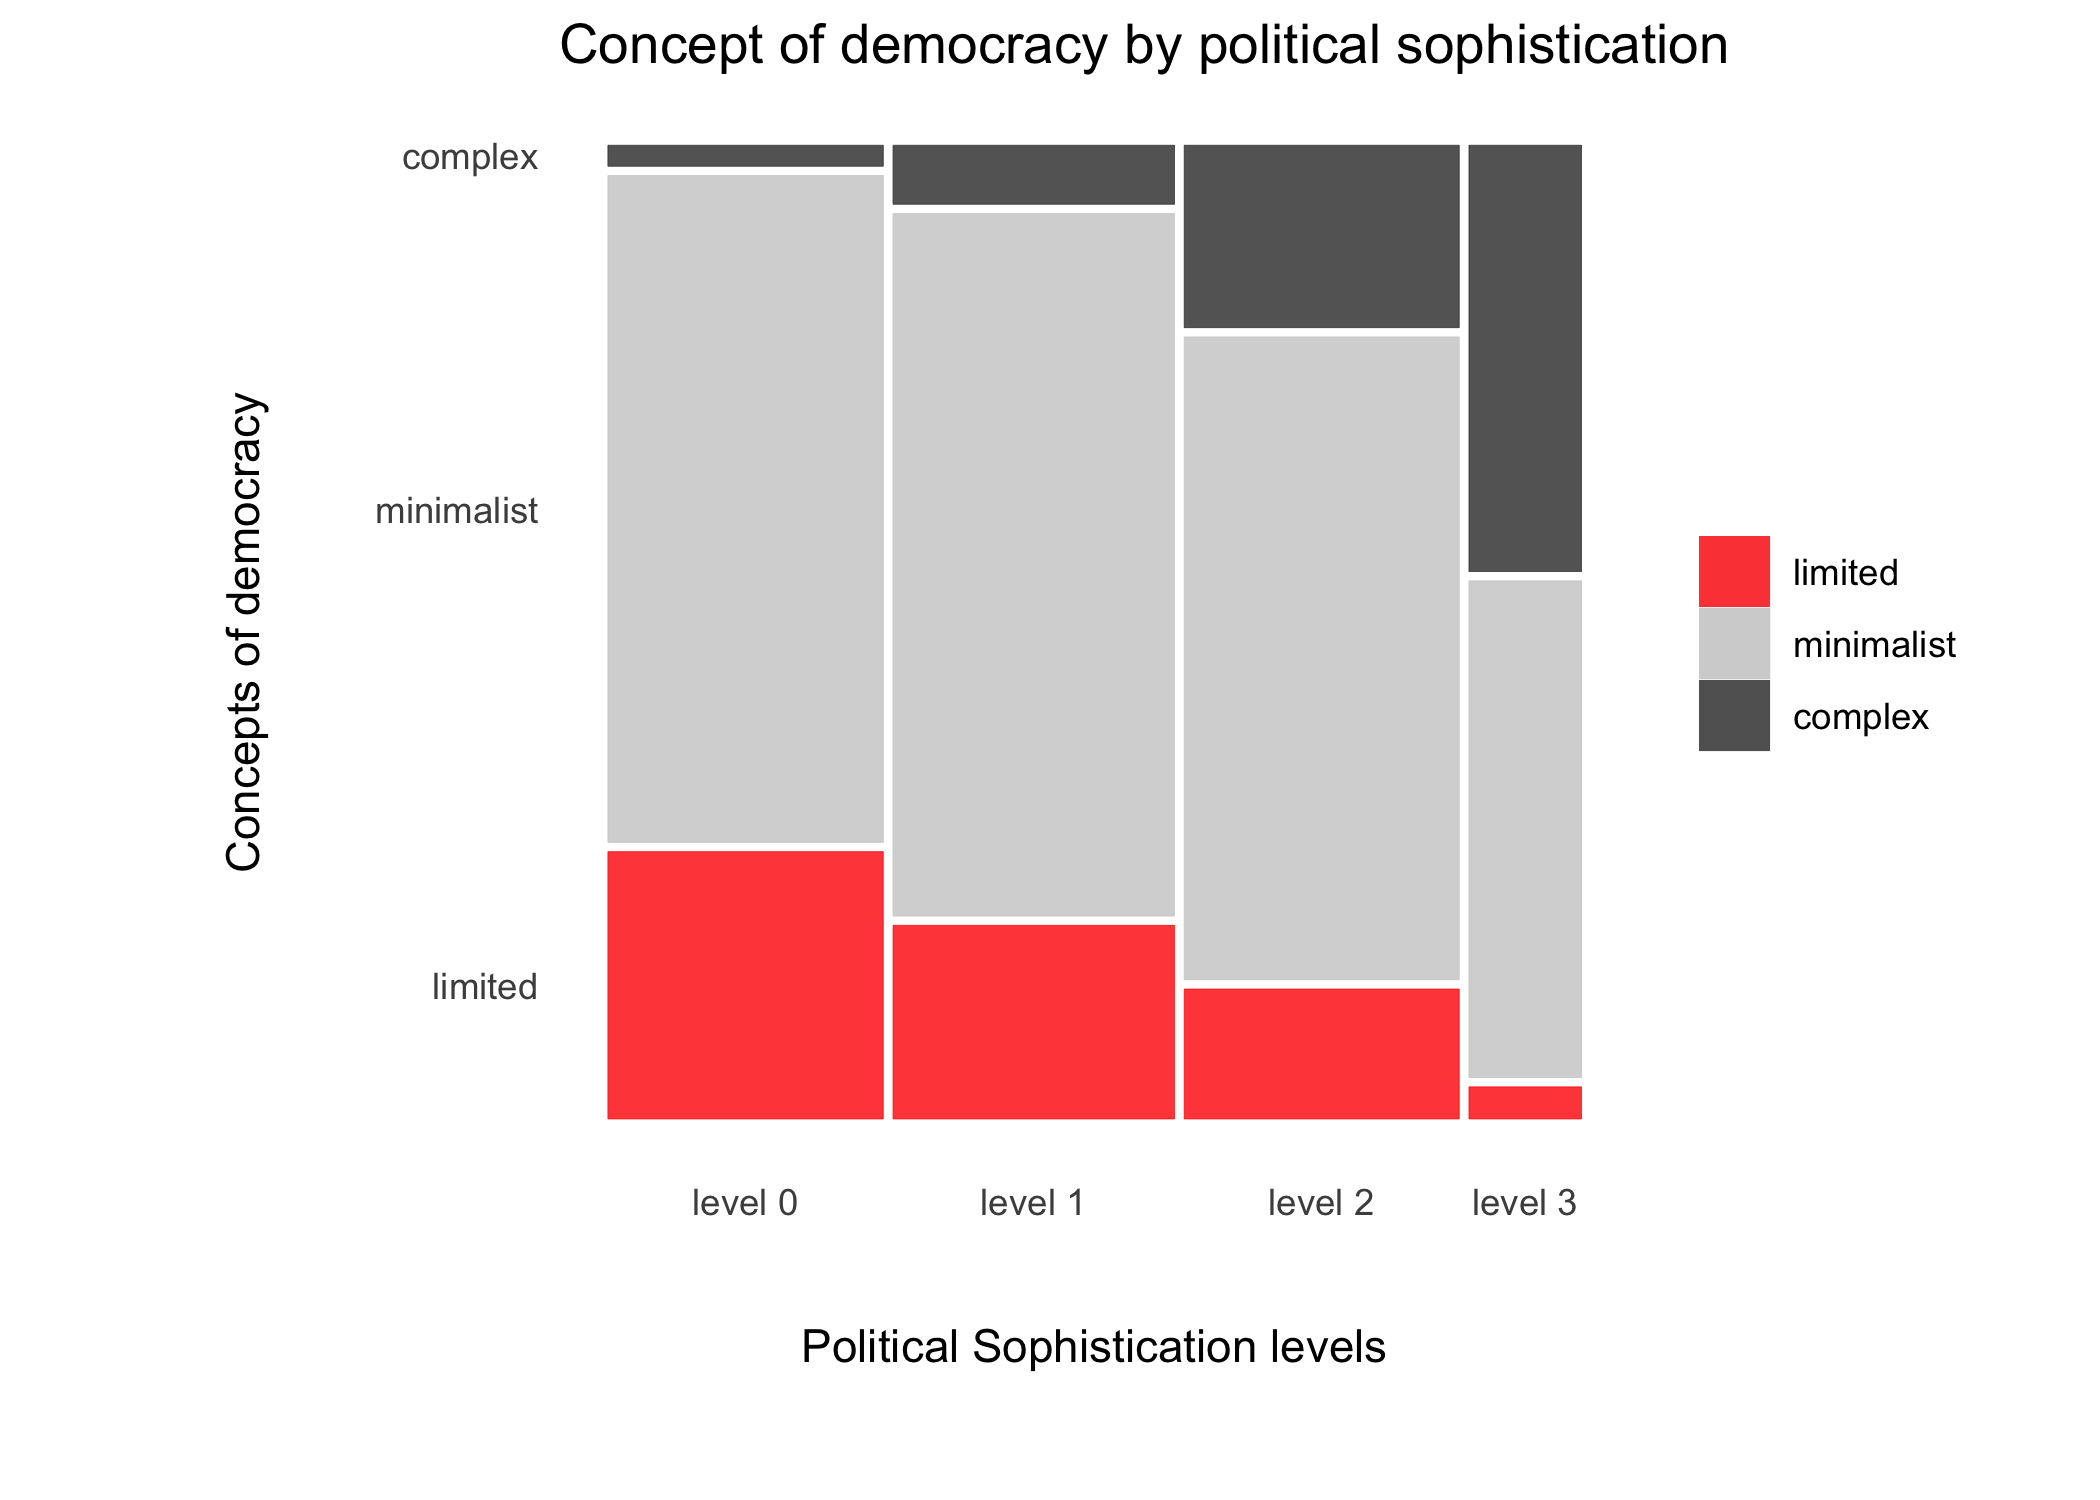 Concept of democracy by political sophistication
complex
minimalist
limited
Concepts of democracy
level 0
level 1
level 2
level 3
Political Sophistication levels
limited
minimalist
complex